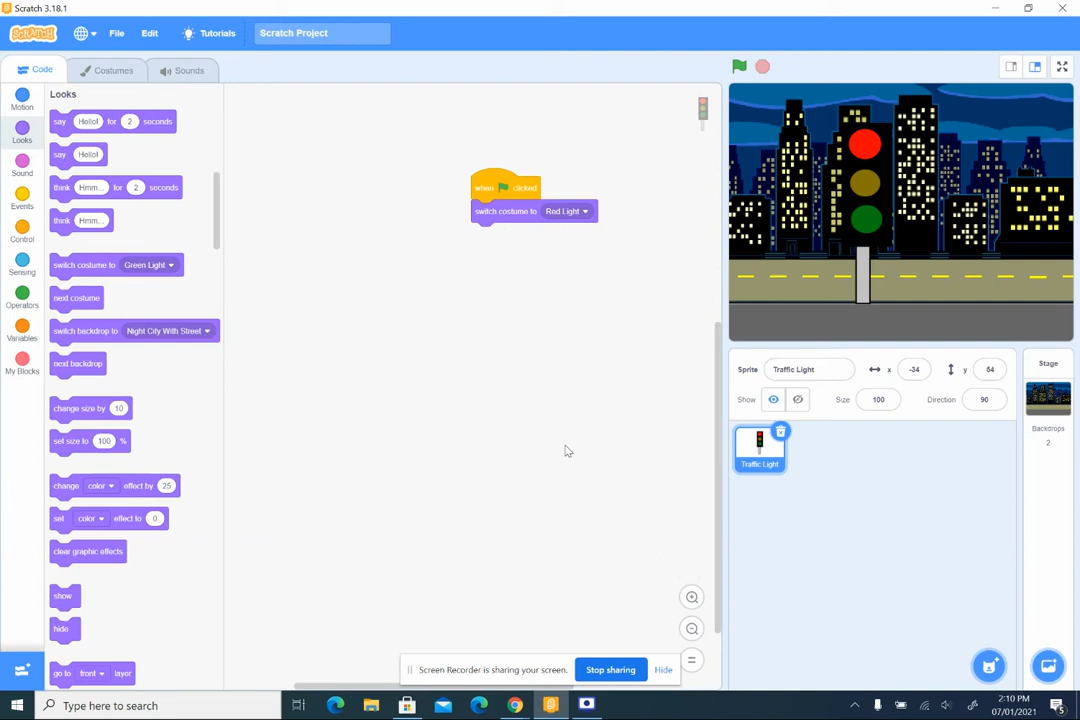 Scratch 3.18.1
SCRATCH File Edit Tutorials Scratch Project
Code Costumes Sounds
Motion
Looks
Sound
Events
Control
Sensing
Operators
Variables
My Blocks
Looks
say Hello! for 2 seconds
say Hello!
think Hmm... for 2 seconds
think Hmm...
switch costume to Green Light
next costume
switch backdrop to Night City With Street
next backdrop
change size by 10
set size to 100 %
change color effect by 25
set color effect to 0
clear graphic effects
show
hide
go to front layer
when clicked
switch costume to Red Light
Sprite Traffic Light x -34 y 54
Show Size 100 Direction 90
Traffic Light
Stage
Backdrops
2
Screen Recorder is sharing your screen. Stop sharing Hide
Type here to search
2:10 PM
07/01/2021
5